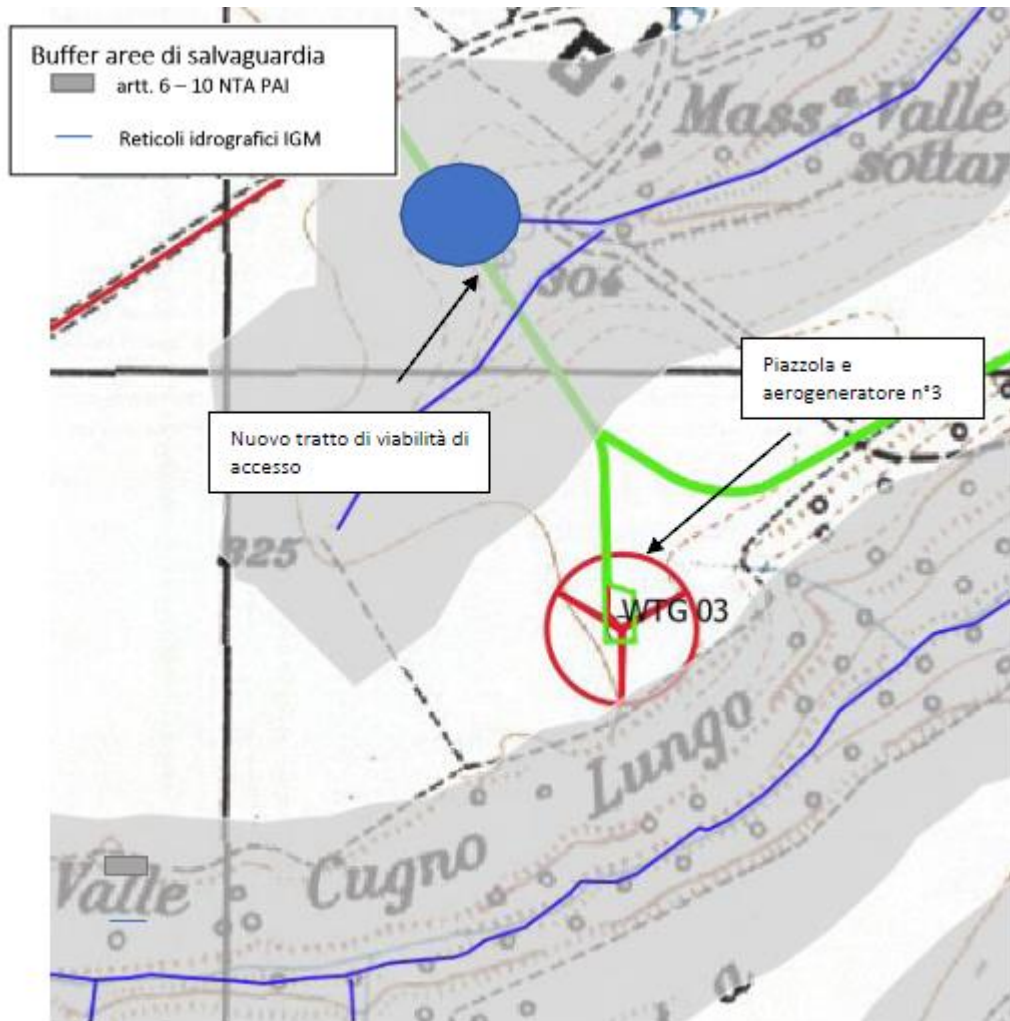 Buffer aree di salvaguardia
artt. 6 – 10 NTA PAI
Reticoli idrografici IGM
Mass.ª Valle
sottan
304
Piazzola e
aerogeneratore n°3
Nuovo tratto di viabilità di
accesso
325
WTG 03
Lungo
Cugno
Valle
a